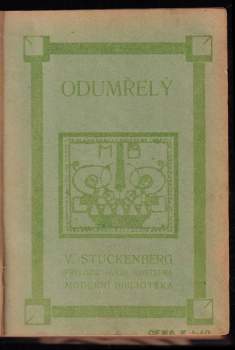 ODUMŘELÝ
M B
V. STUCKENBERG
MODERNÍ BIBLIOTÉKA